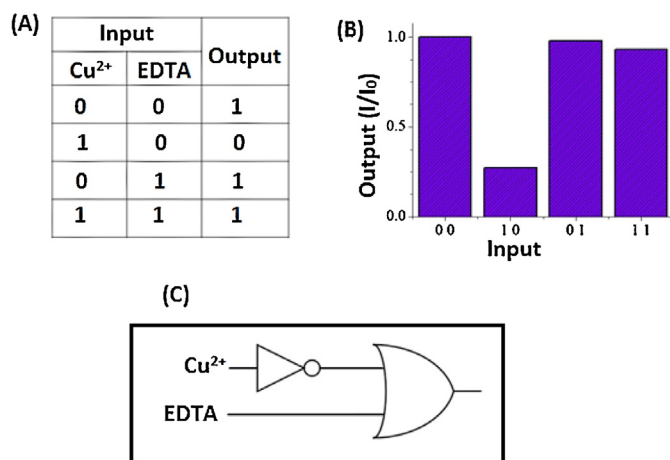 (A)
Input Output
Cu²⁺ EDTA
0 0 1
1 0 0
0 1 1
1 1 1
(B)
Output (I/I₀)
1.0
0.5
0.0
0 0 1 0 0 1 1 1
Input
(C)
Cu²⁺
EDTA